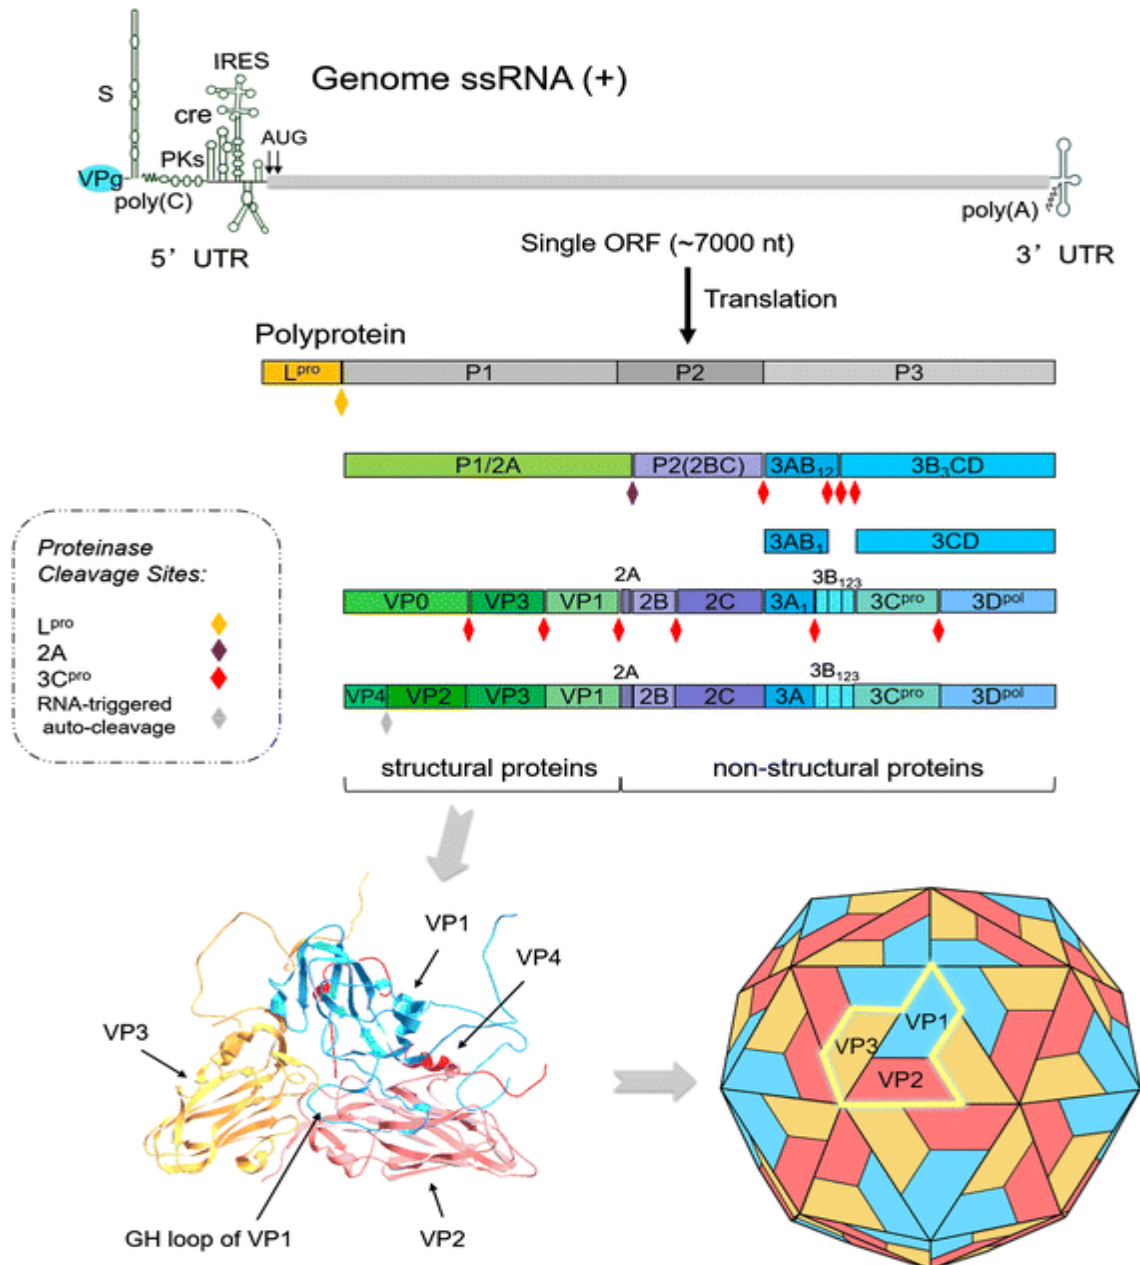 IRES
Genome ssRNA (+)
S
cre
AUG
PKs
VPg
poly(C)
poly(A)
5’ UTR
Single ORF (~7000 nt)
3’ UTR
Translation
Polyprotein
Lpro P1 P2 P3
P1/2A P2(2BC) 3AB12 3B3CD
3AB1 3CD
2A 3B123
VP0 VP3 VP1 2B 2C 3A1 3Cpro 3Dpol
2A 3B123
VP4 VP2 VP3 VP1 2B 2C 3A 3Cpro 3Dpol
structural proteins non-structural proteins
Proteinase
Cleavage Sites:
Lpro
2A
3Cpro
RNA-triggered
auto-cleavage
VP1
VP4
VP3
GH loop of VP1
VP2
VP1
VP3
VP2